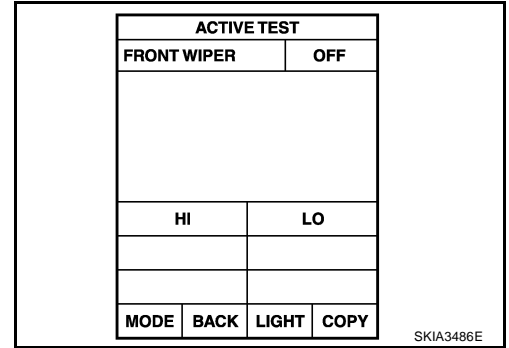 ACTIVE TEST
FRONT WIPER OFF
HI LO
MODE BACK LIGHT COPY
SKIA3486E